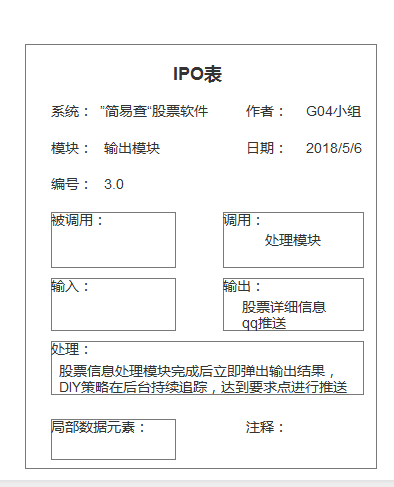 IPO表
系统： ”简易查“股票软件 作者： G04小组
模块： 输出模块 日期： 2018/5/6
编号： 3.0
被调用： 调用：
处理模块
输入： 输出：
股票详细信息
qq推送
处理：
股票信息处理模块完成后立即弹出输出结果，
DIY策略在后台持续追踪，达到要求点进行推送
局部数据元素： 注释：